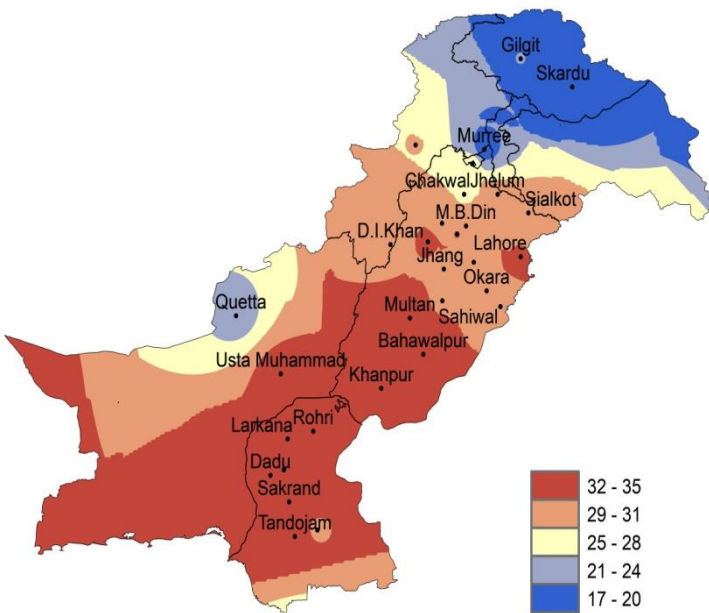 Gilgit
Skardu
Murree
Chakwal
Jhelum
Sialkot
M.B.Din
D.I.Khan
Lahore
Jhang
Okara
Quetta
Multan
Sahiwal
Bahawalpur
Usta Muhammad
Khanpur
Larkana
Rohri
Dadu
Sakrand
Tandojam
32 - 35
29 - 31
25 - 28
21 - 24
17 - 20